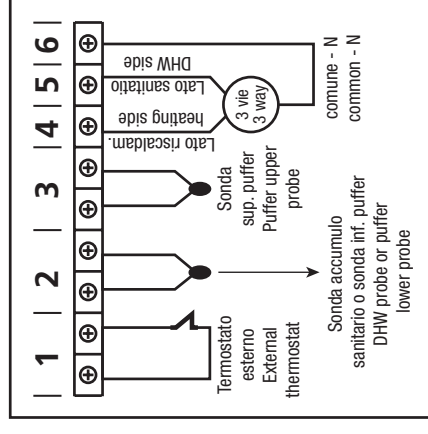 1
2
3
4
5
6
Termostato
esterno
External
thermostat
Sonda accumulo
sanitario o sonda inf. puffer
DHW probe or puffer
lower probe
Sonda
sup. puffer
Puffer upper
probe
Lato riscaldam.
heating side
Lato sanitatio
DHW side
3 vie
3 way
comune - N
common - N